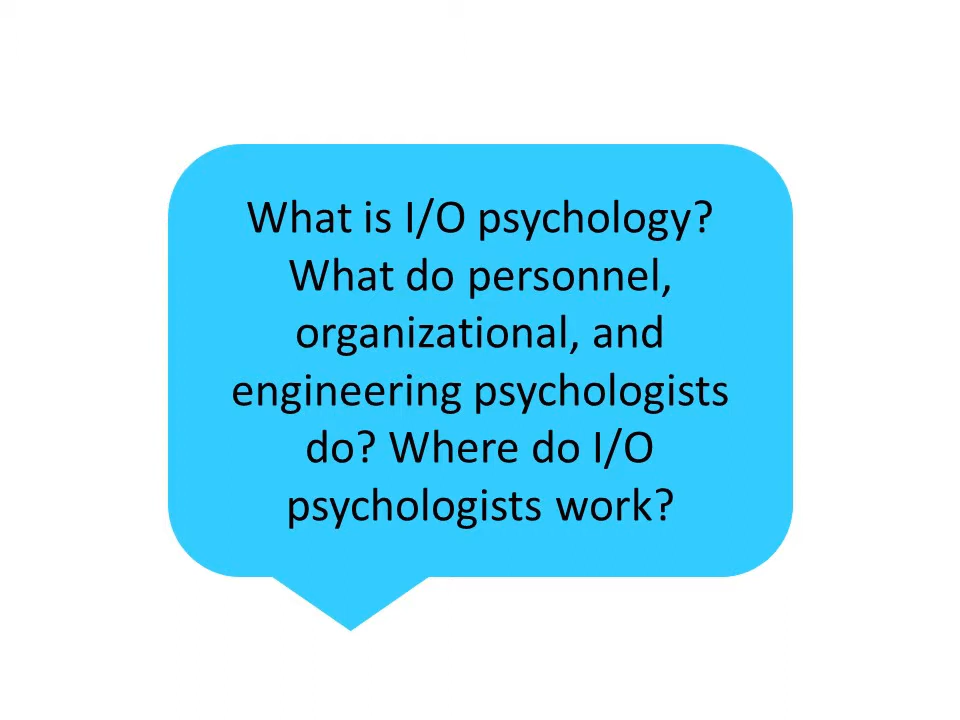 What is I/O psychology?
What do personnel,
organizational, and
engineering psychologists
do? Where do I/O
psychologists work?